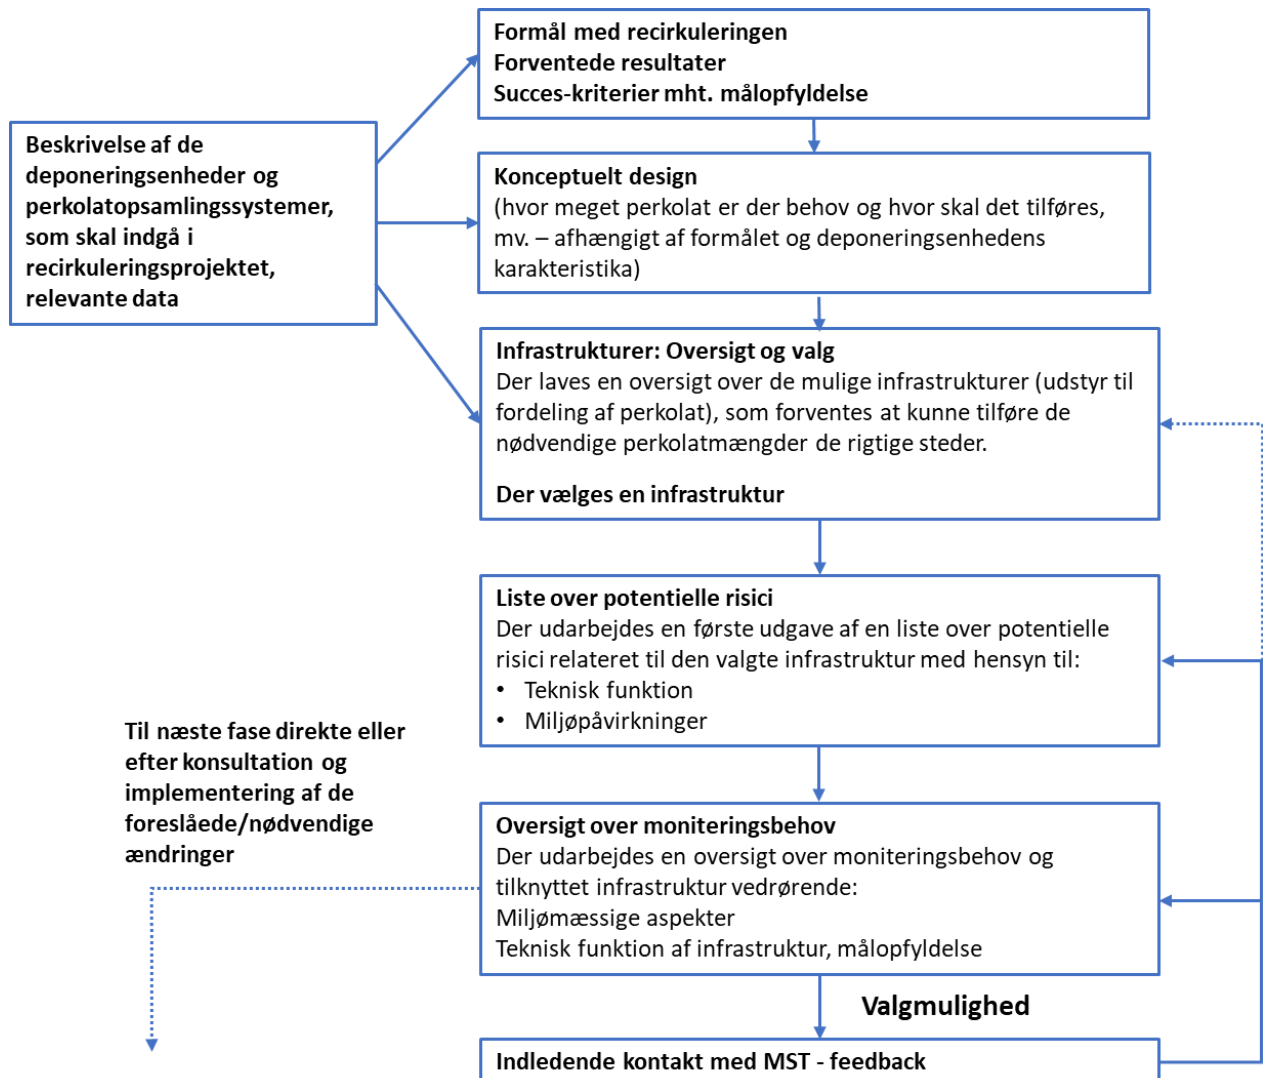 Formål med recirkuleringen
Forventede resultater
Succes-kriterier mht. målopfyldelse
Beskrivelse af de
deponeringsenheder og
perkolatopsamlingssystemer,
som skal indgå i
recirkuleringsprojektet,
relevante data
Konceptuelt design
(hvor meget perkolat er der behov og hvor skal det tilføres,
mv. – afhængigt af formålet og deponeringsenhedens
karakteristika)
Infrastrukturer: Oversigt og valg
Der laves en oversigt over de mulige infrastrukturer (udstyr til
fordeling af perkolat), som forventes at kunne tilføre de
nødvendige perkolatmængder de rigtige steder.
Der vælges en infrastruktur
Liste over potentielle risici
Der udarbejdes en første udgave af en liste over potentielle
risici relateret til den valgte infrastruktur med hensyn til:
• Teknisk funktion
• Miljøpåvirkninger
Til næste fase direkte eller
efter konsultation og
implementering af de
foreslåede/nødvendige
ændringer
Oversigt over moniteringsbehov
Der udarbejdes en oversigt over moniteringsbehov og
tilknyttet infrastruktur vedrørende:
Miljømæssige aspekter
Teknisk funktion af infrastruktur, målopfyldelse
Valgmulighed
Indledende kontakt med MST - feedback